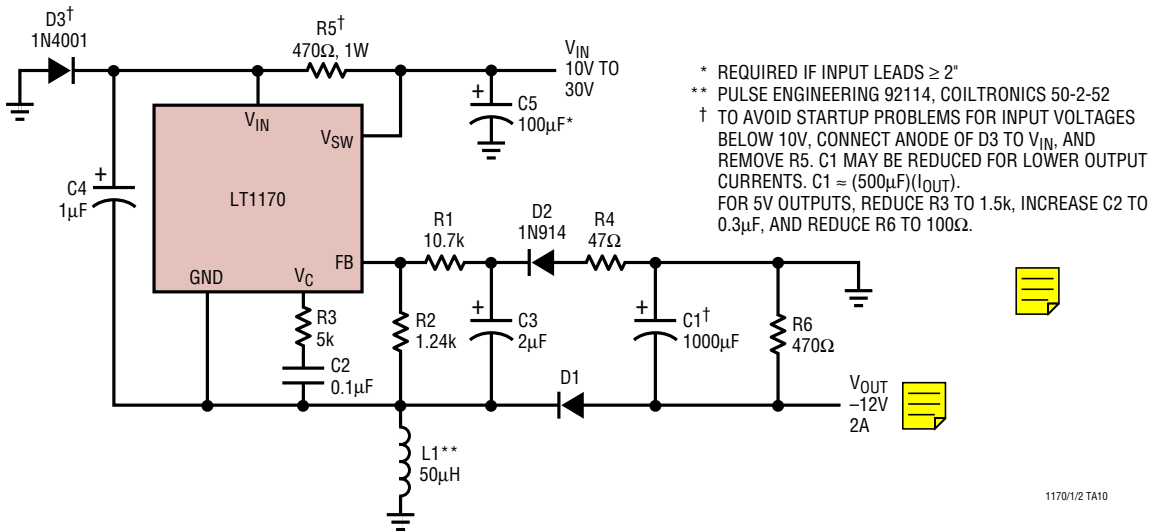 D3†
1N4001
R5†
470Ω, 1W
VIN
10V TO
30V
C5
100µF*
+
VIN
VSW
LT1170
GND
VC
FB
C4
1µF
+
R1
10.7k
D2
1N914
R4
47Ω
R3
5k
C2
0.1µF
R2
1.24k
+
C3
2µF
+
C1†
1000µF
R6
470Ω
D1
VOUT
–12V
2A
L1**
50µH
* REQUIRED IF INPUT LEADS ≥ 2"
** PULSE ENGINEERING 92114, COILTRONICS 50-2-52
† TO AVOID STARTUP PROBLEMS FOR INPUT VOLTAGES
BELOW 10V, CONNECT ANODE OF D3 TO VIN, AND
REMOVE R5. C1 MAY BE REDUCED FOR LOWER OUTPUT
CURRENTS. C1 ≈ (500µF)(IOUT).
FOR 5V OUTPUTS, REDUCE R3 TO 1.5k, INCREASE C2 TO
0.3µF, AND REDUCE R6 TO 100Ω.
1170/1/2 TA10